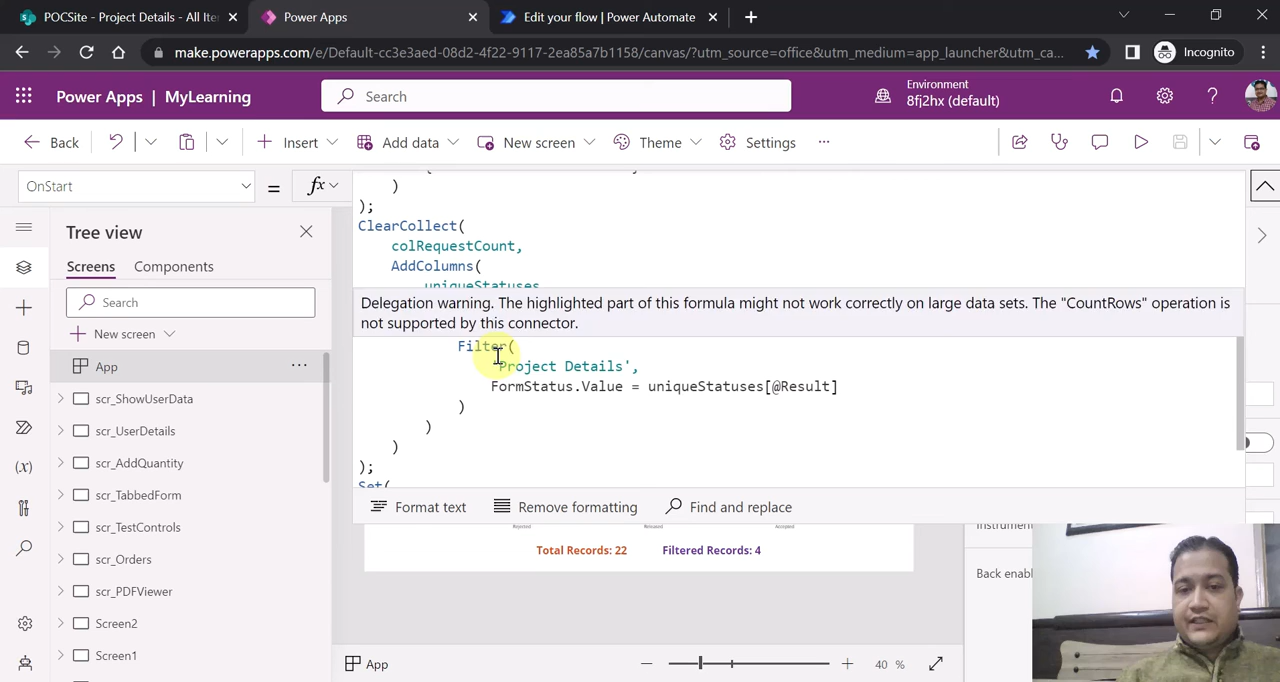 POCSite - Project Details - All Ite
Power Apps
Edit your flow | Power Automate
make.powerapps.com/e/Default-cc3e3aed-08d2-4f22-9117-2ea85a7b1158/canvas/?utm_source=office&utm_medium=app_launcher&utm_ca...
Incognito
Power Apps | MyLearning
Search
Environment
8fj2hx (default)
Back
Insert
Add data
New screen
Theme
Settings
OnStart
=
fx
)
);
ClearCollect(
colRequestCount,
AddColumns(
uniqueStatuses
Delegation warning. The highlighted part of this formula might not work correctly on large data sets. The "CountRows" operation is
not supported by this connector.
Filter(
'Project Details',
FormStatus.Value = uniqueStatuses[@Result]
)
)
)
);
Set(
Format text
Remove formatting
Find and replace
Tree view
Screens
Components
Search
New screen
App
scr_ShowUserData
scr_UserDetails
scr_AddQuantity
scr_TabbedForm
scr_TestControls
scr_Orders
scr_PDFViewer
Screen2
Screen1
Rejected
Released
Accepted
Total Records: 22
Filtered Records: 4
Back enabl
App
40 %